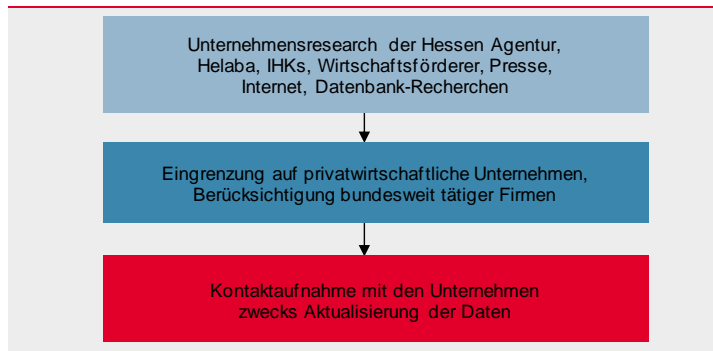 Unternehmensresearch der Hessen Agentur,
Helaba, IHKs, Wirtschaftsförderer, Presse,
Internet, Datenbank-Recherchen
Eingrenzung auf privatwirtschaftliche Unternehmen,
Berücksichtigung bundesweit tätiger Firmen
Kontaktaufnahme mit den Unternehmen
zwecks Aktualisierung der Daten